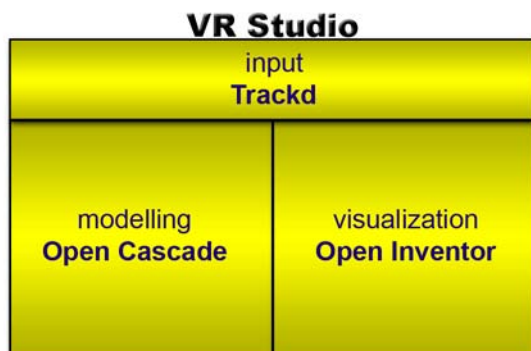 VR Studio
input
Trackd
modelling
Open Cascade
visualization
Open Inventor